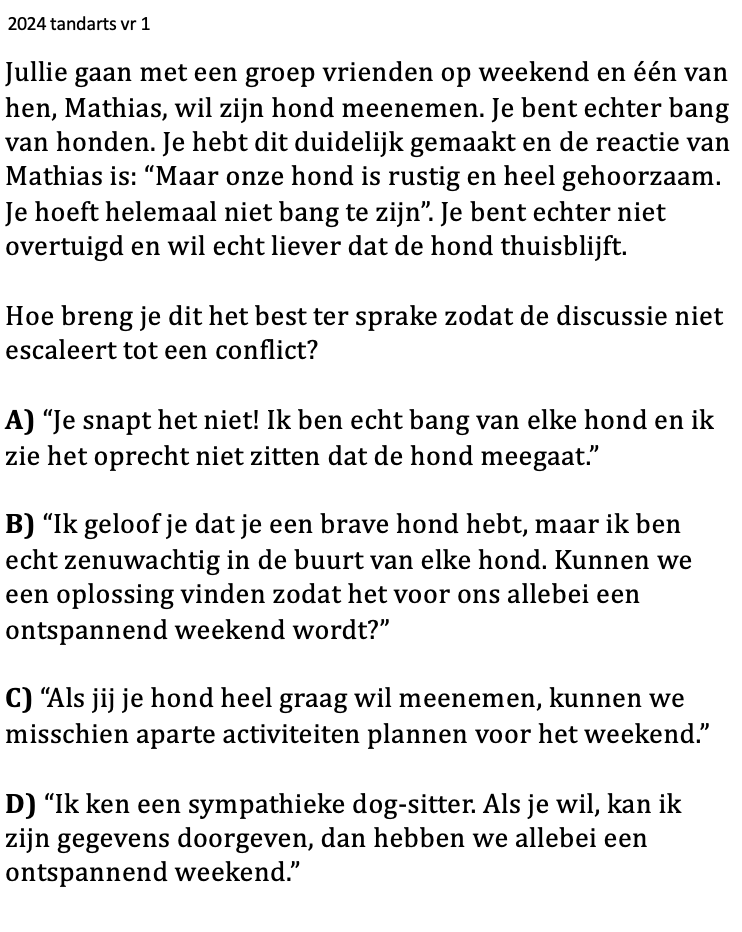 2024 tandarts vr 1
Jullie gaan met een groep vrienden op weekend en één van
hen, Mathias, wil zijn hond meenemen. Je bent echter bang
van honden. Je hebt dit duidelijk gemaakt en de reactie van
Mathias is: “Maar onze hond is rustig en heel gehoorzaam.
Je hoeft helemaal niet bang te zijn”. Je bent echter niet
overtuigd en wil echt liever dat de hond thuisblijft.
Hoe breng je dit het best ter sprake zodat de discussie niet
escaleert tot een conflict?
A) “Je snapt het niet! Ik ben echt bang van elke hond en ik
zie het oprecht niet zitten dat de hond meegaat.”
B) “Ik geloof je dat je een brave hond hebt, maar ik ben
echt zenuwachtig in de buurt van elke hond. Kunnen we
een oplossing vinden zodat het voor ons allebei een
ontspannend weekend wordt?”
C) “Als jij je hond heel graag wil meenemen, kunnen we
misschien aparte activiteiten plannen voor het weekend.”
D) “Ik ken een sympathieke dog-sitter. Als je wil, kan ik
zijn gegevens doorgeven, dan hebben we allebei een
ontspannend weekend.”